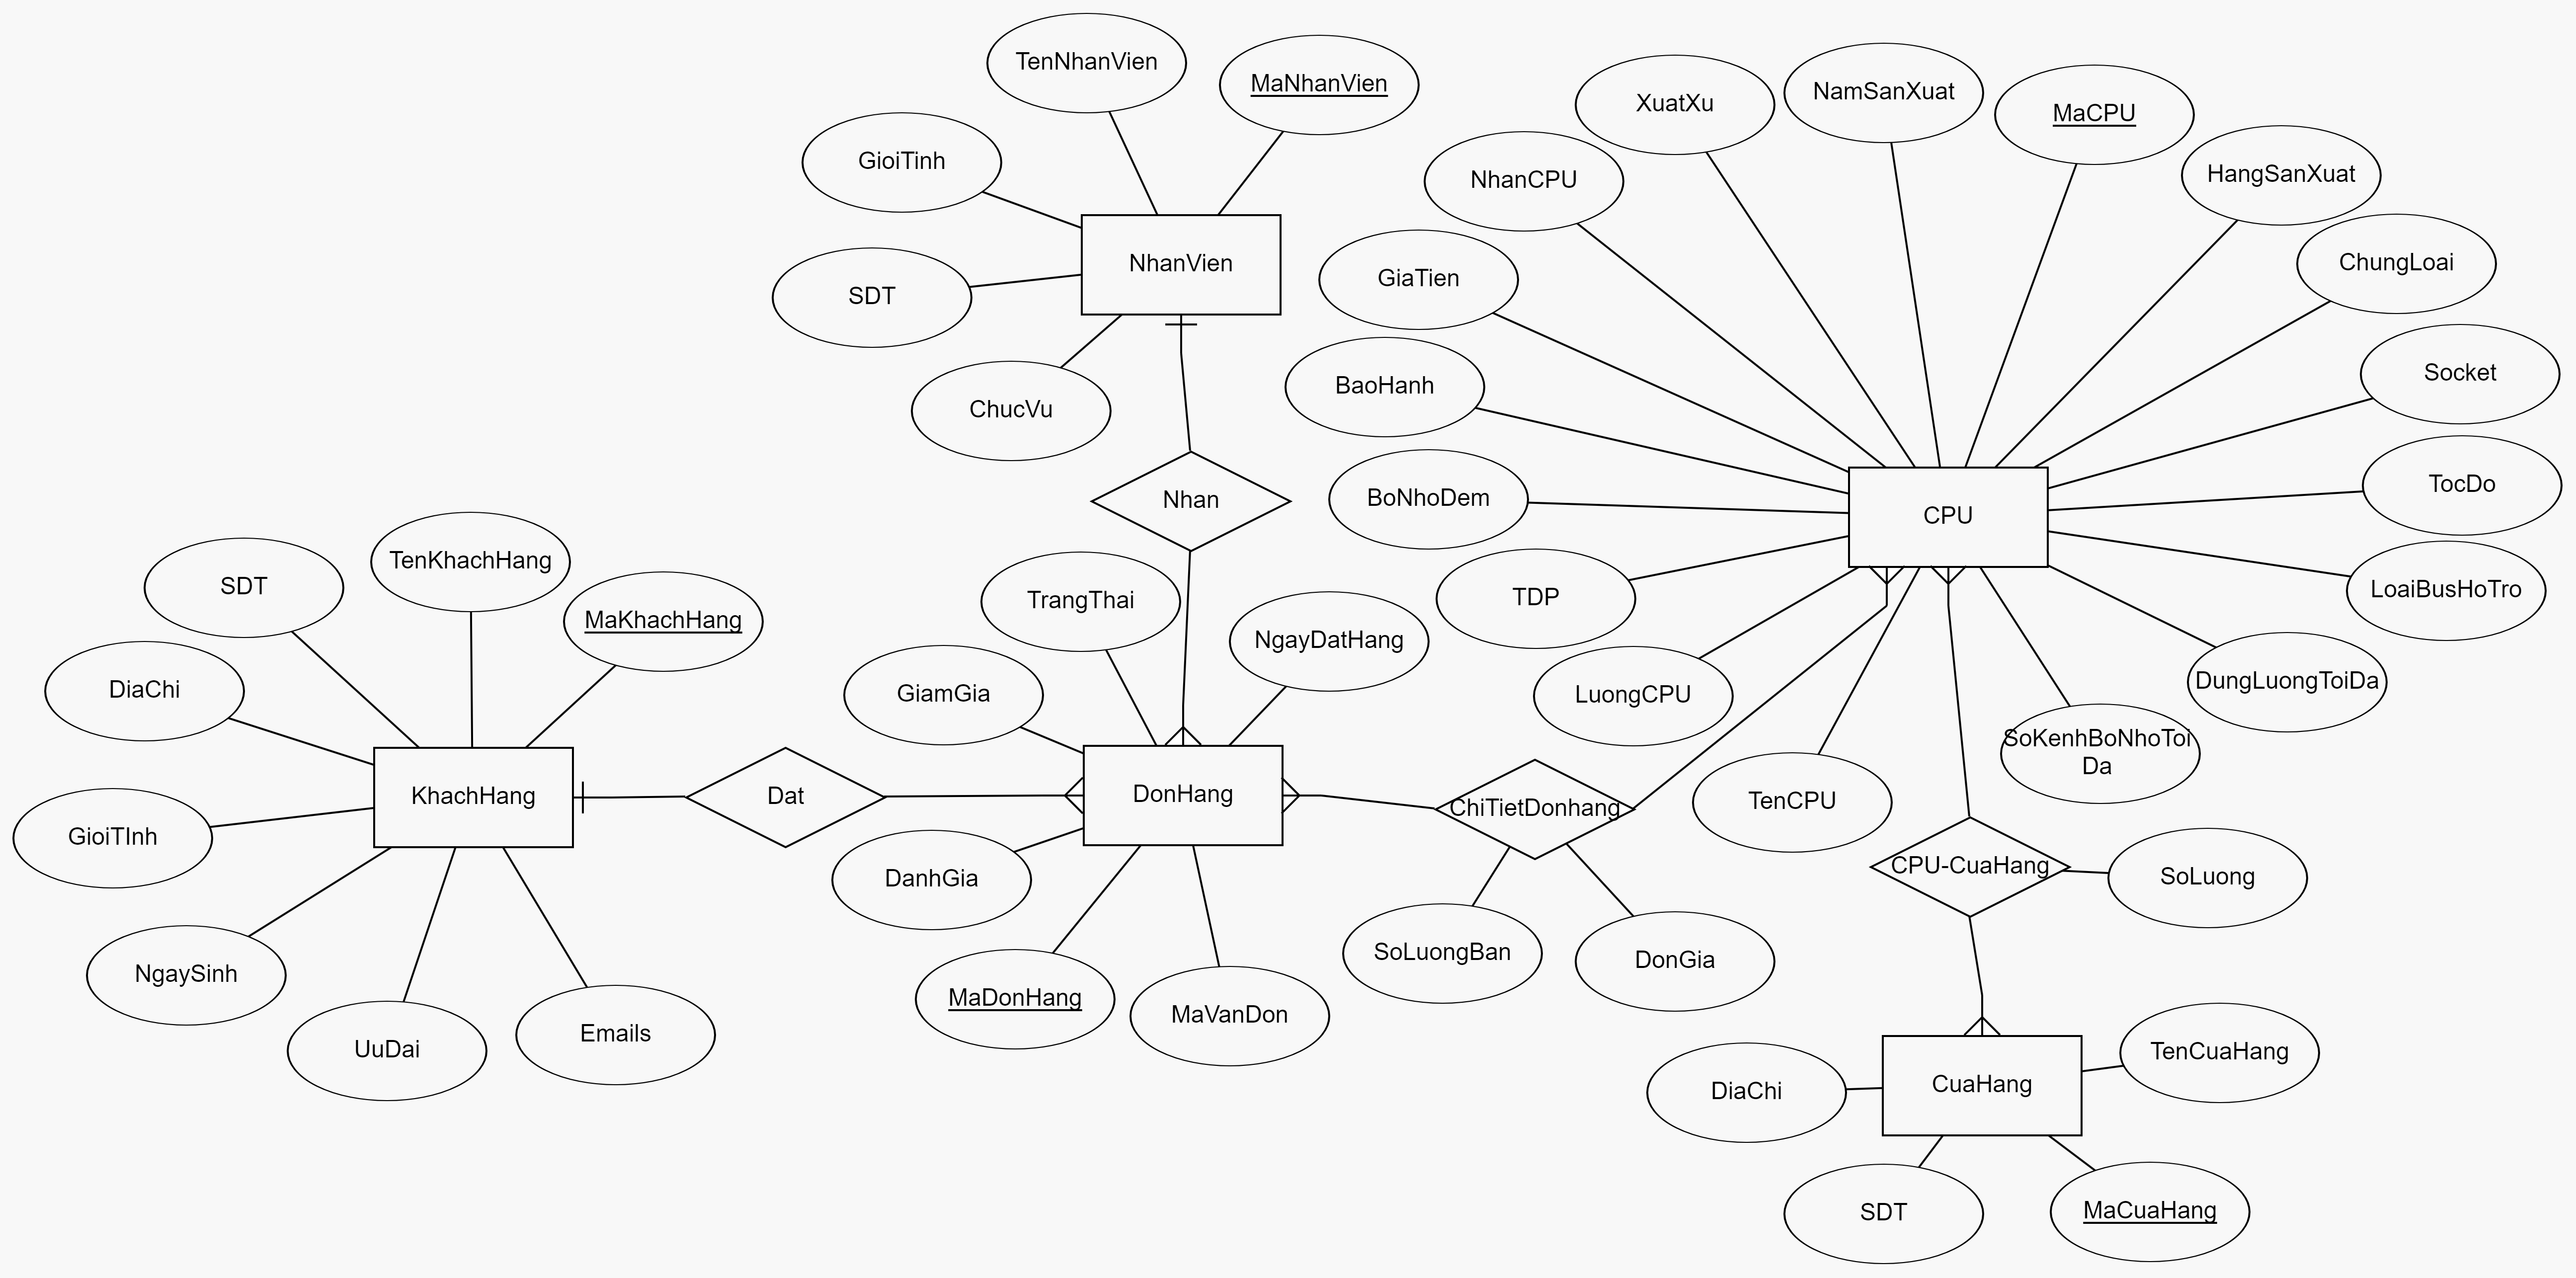 TenNhanVien
MaNhanVien
GioiTinh
NhanVien
SDT
ChucVu
Nhan
XuatXu
NamSanXuat
MaCPU
NhanCPU
HangSanXuat
GiaTien
ChungLoai
BaoHanh
Socket
BoNhoDem
TocDo
CPU
TDP
LoaiBusHoTro
LuongCPU
DungLuongToiDa
TenCPU
SoKenhBoNhoToi
Da
SDT
TenKhachHang
MaKhachHang
DiaChi
KhachHang
GioiTInh
NgaySinh
UuDai
Emails
Dat
TrangThai
NgayDatHang
GiamGia
DonHang
DanhGia
MaDonHang
MaVanDon
ChiTietDonhang
SoLuongBan
DonGia
CPU-CuaHang
SoLuong
TenCuaHang
DiaChi
CuaHang
SDT
MaCuaHang